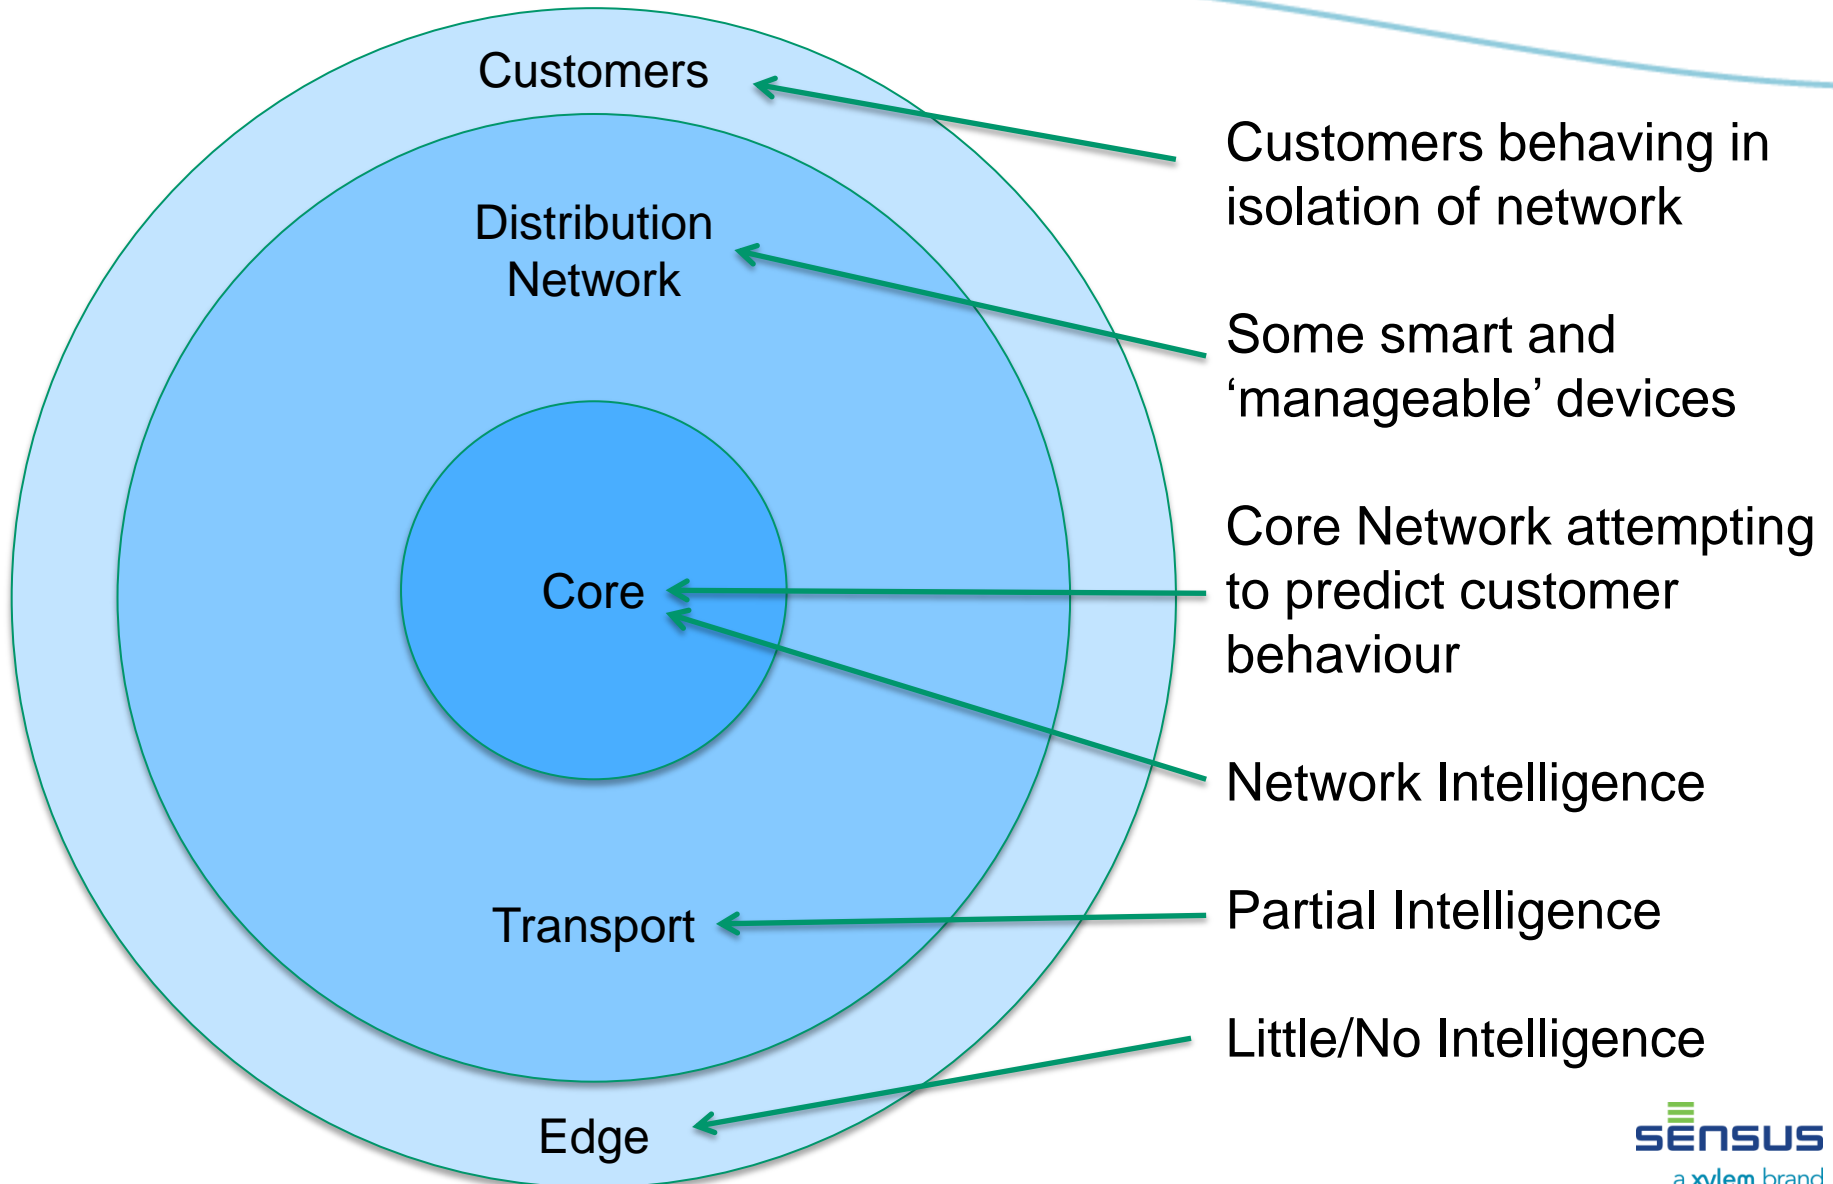 Customers
Distribution
Network
Core
Transport
Edge
Customers behaving in
isolation of network
Some smart and
‘manageable’ devices
Core Network attempting
to predict customer
behaviour
Network Intelligence
Partial Intelligence
Little/No Intelligence
sensus
a xylem brand